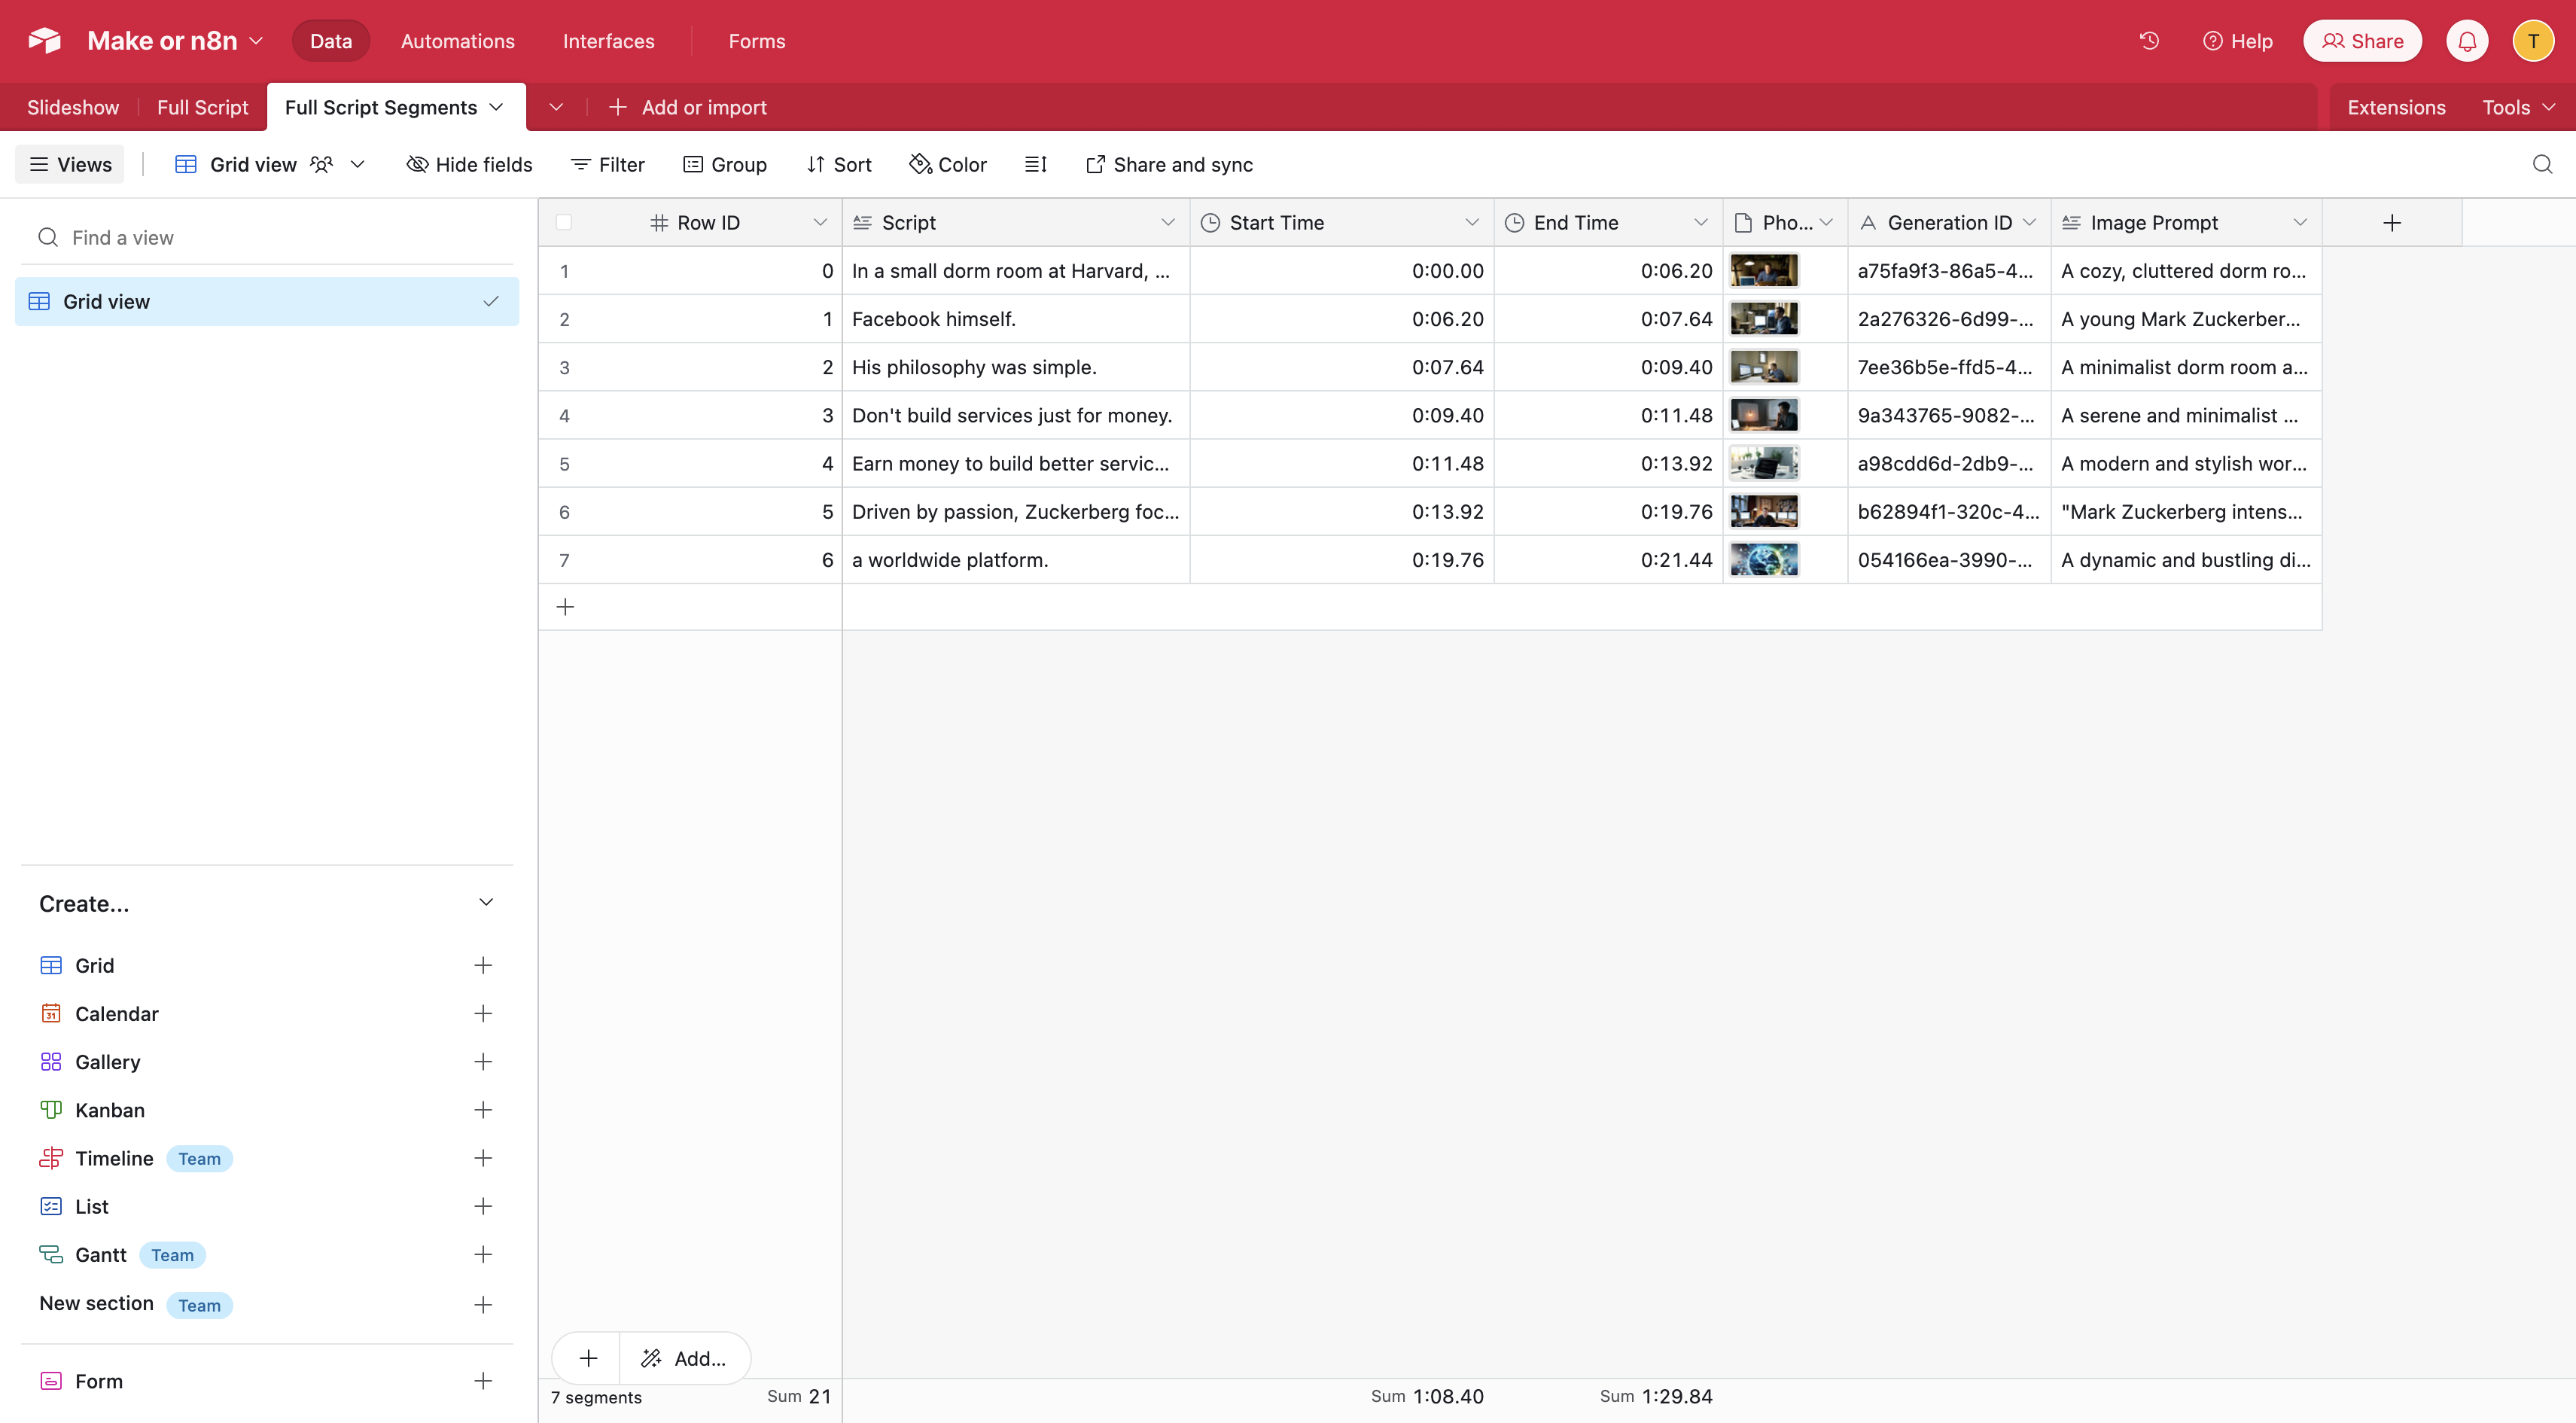 Make or n8n Data Automations Interfaces Forms Help Share T
Slideshow Full Script Full Script Segments Add or import Extensions Tools
Views Grid view Hide fields Filter Group Sort Color Share and sync
Find a view
Grid view
Row ID Script Start Time End Time Pho... Generation ID Image Prompt
1 0 In a small dorm room at Harvard, ... 0:00.00 0:06.20 a75fa9f3-86a5-4... A cozy, cluttered dorm ro...
2 1 Facebook himself. 0:06.20 0:07.64 2a276326-6d99-... A young Mark Zuckerber...
3 2 His philosophy was simple. 0:07.64 0:09.40 7ee36b5e-ffd5-4... A minimalist dorm room a...
4 3 Don't build services just for money. 0:09.40 0:11.48 9a343765-9082-... A serene and minimalist ...
5 4 Earn money to build better servic... 0:11.48 0:13.92 a98cdd6d-2db9-... A modern and stylish wor...
6 5 Driven by passion, Zuckerberg foc... 0:13.92 0:19.76 b62894f1-320c-4... "Mark Zuckerberg intens...
7 6 a worldwide platform. 0:19.76 0:21.44 054166ea-3990-... A dynamic and bustling di...
Create...
Grid
31 Calendar
Gallery
Kanban
Timeline Team
List
Gantt Team
New section Team
Form
Add...
7 segments Sum 21 Sum 1:08.40 Sum 1:29.84